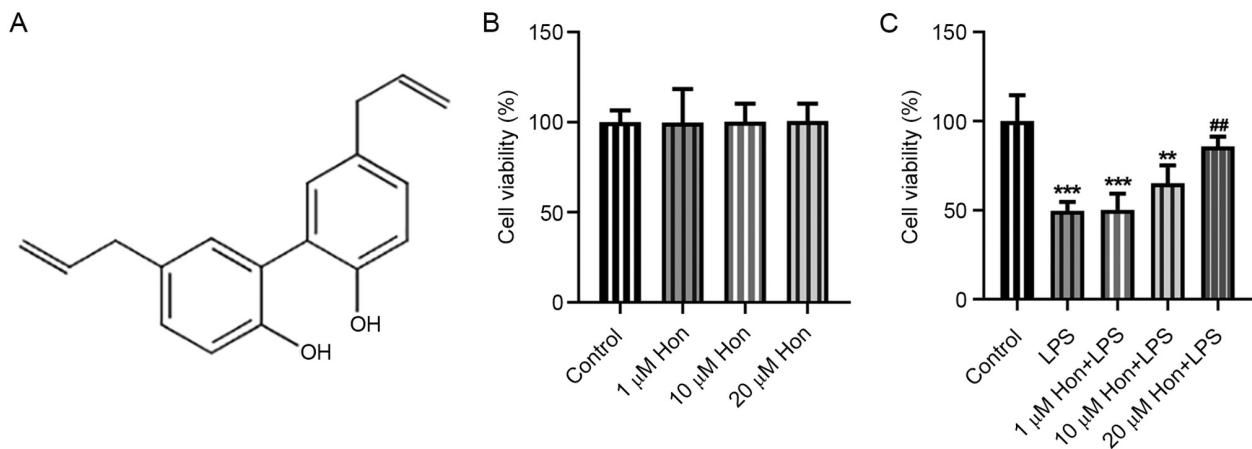 A
OH
OH
B
Cell viability (%)
150
100
50
0
Control
1 μM Hon
10 μM Hon
20 μM Hon
C
Cell viability (%)
150
100
50
0
***
***
**
##
Control
LPS
1 μM Hon+LPS
10 μM Hon+LPS
20 μM Hon+LPS